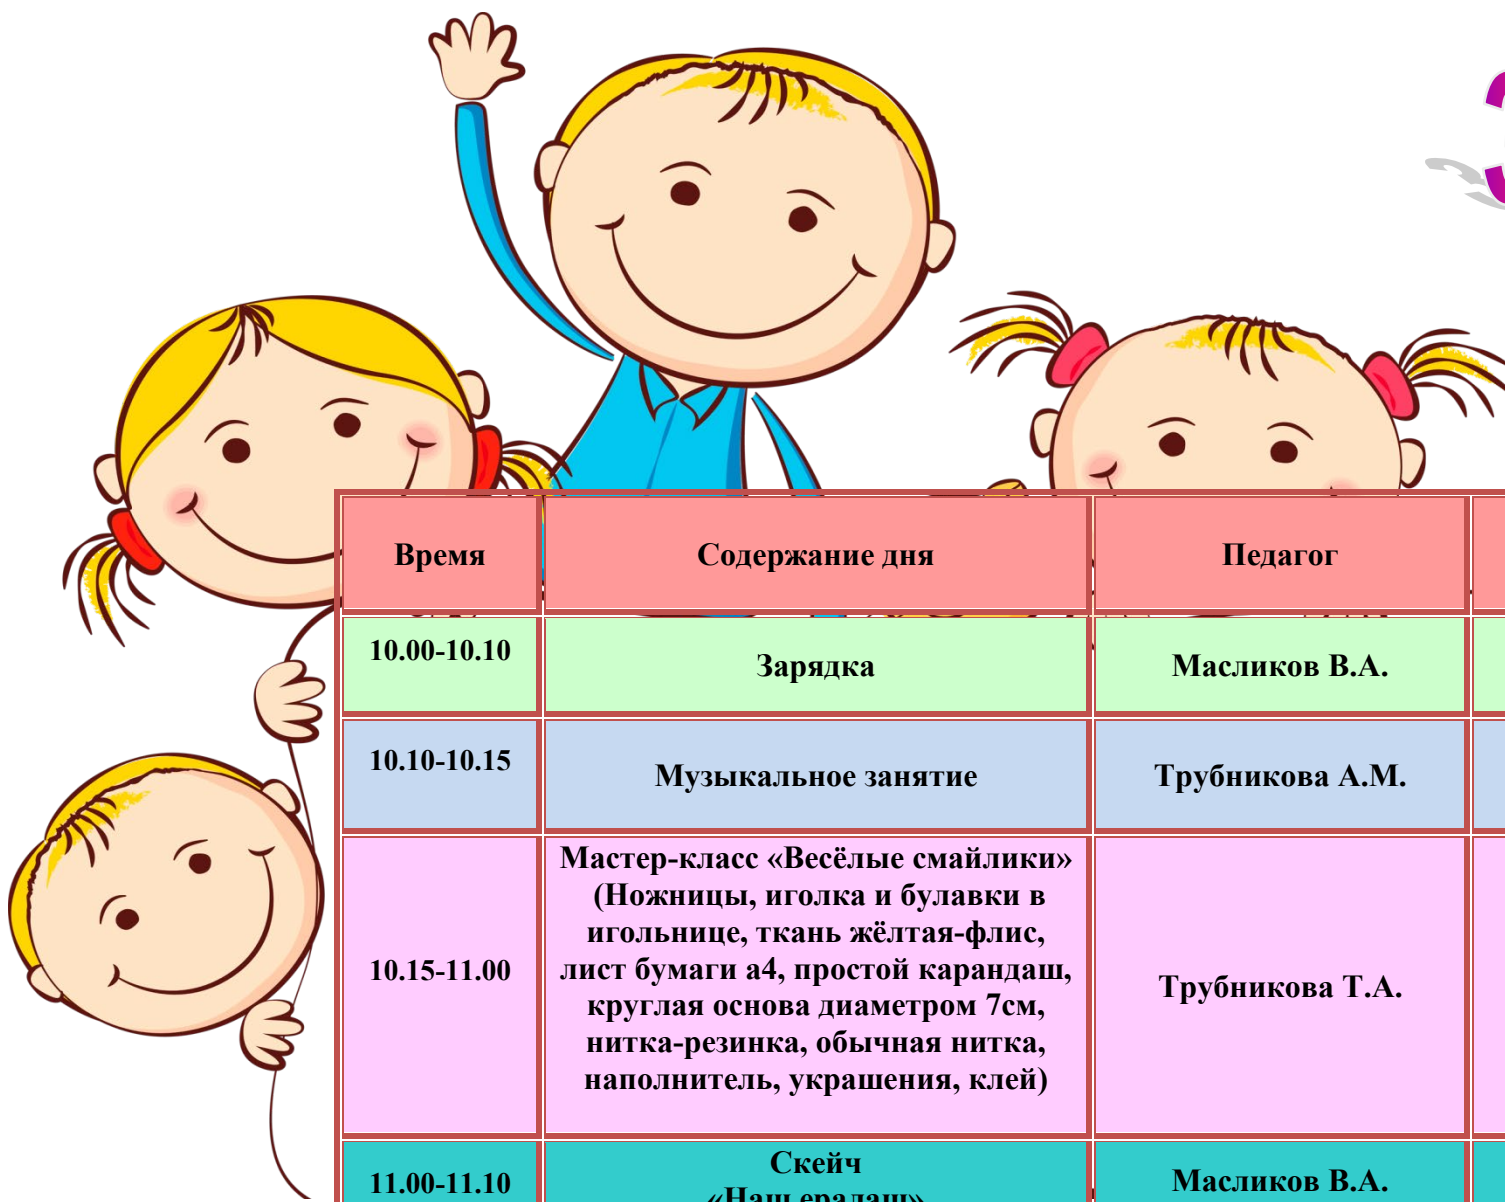 Время
Содержание дня
Педагог
10.00-10.10
Зарядка
Масликов В.А.
10.10-10.15
Музыкальное занятие
Трубникова А.М.
10.15-11.00
Мастер-класс «Весёлые смайлики»
(Ножницы, иголка и булавки в
игольнице, ткань жёлтая-флис,
лист бумаги а4, простой карандаш,
круглая основа диаметром 7см,
нитка-резинка, обычная нитка,
наполнитель, украшения, клей)
Трубникова Т.А.
11.00-11.10
Скейч
«Наш ералаш»
Масликов В.А.